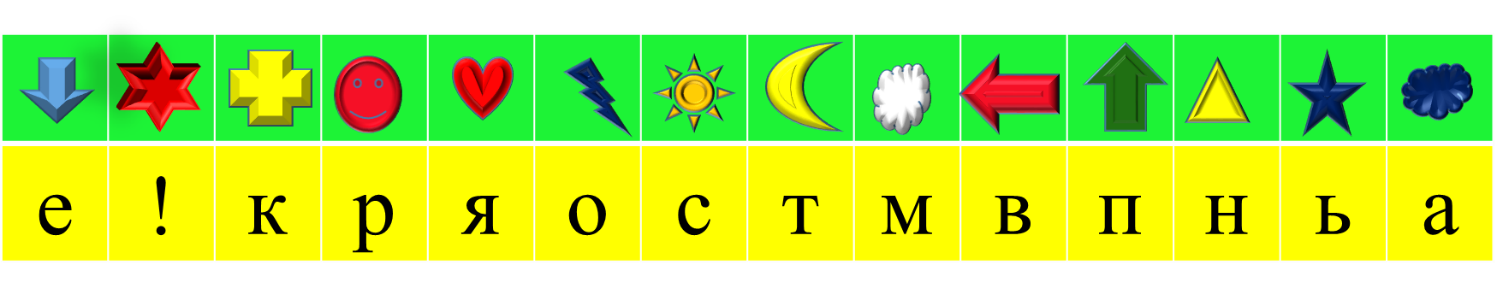 е ! к р я о с т м в п н ь а